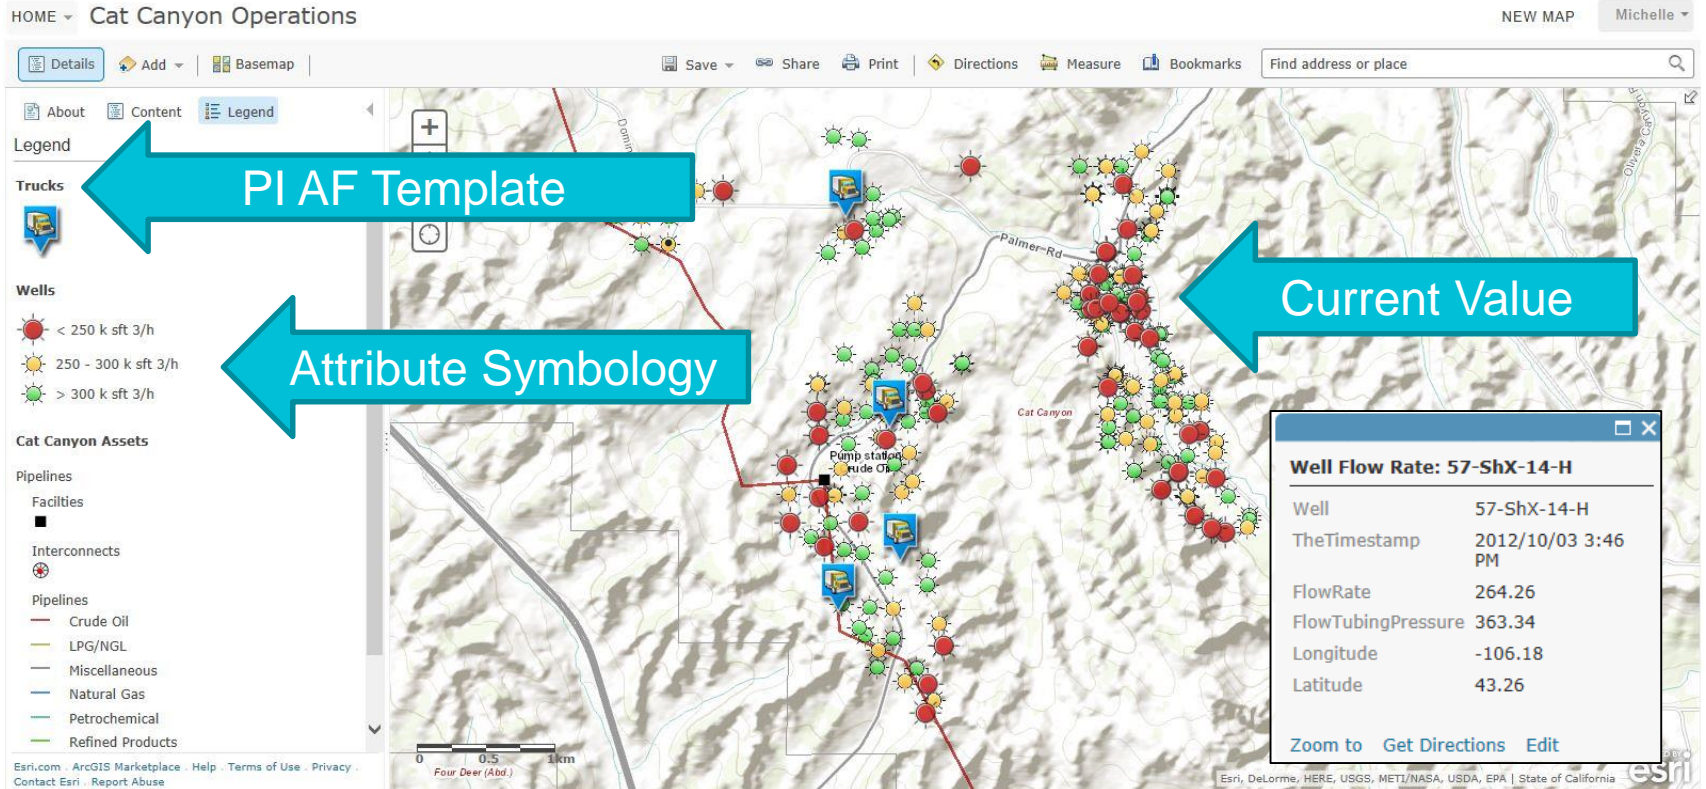 HOME Cat Canyon Operations
NEW MAP Michelle
Details Add Basemap
Save Share Print Directions Measure Bookmarks Find address or place
About Content Legend
Legend
Trucks
PI AF Template
Wells
< 250 k sft 3/h
250 - 300 k sft 3/h
> 300 k sft 3/h
Attribute Symbology
Current Value
Cat Canyon Assets
Pipelines
Facilties
Interconnects
Pipelines
Crude Oil
LPG/NGL
Miscellaneous
Natural Gas
Petrochemical
Refined Products
Esri.com . ArcGIS Marketplace . Help . Terms of Use . Privacy .
Contact Esri . Report Abuse
Palmer-Rd
Cat Canyon
Pump station
Crude Oil
Olivera Canyon
0 0.5 1km
Four Deer (Abd.)
Well Flow Rate: 57-ShX-14-H
Well 57-ShX-14-H
TheTimestamp 2012/10/03 3:46
PM
FlowRate 264.26
FlowTubingPressure 363.34
Longitude -106.18
Latitude 43.26
Zoom to Get Directions Edit
Esri, DeLorme, HERE, USGS, METI/NASA, USDA, EPA | State of California
esri